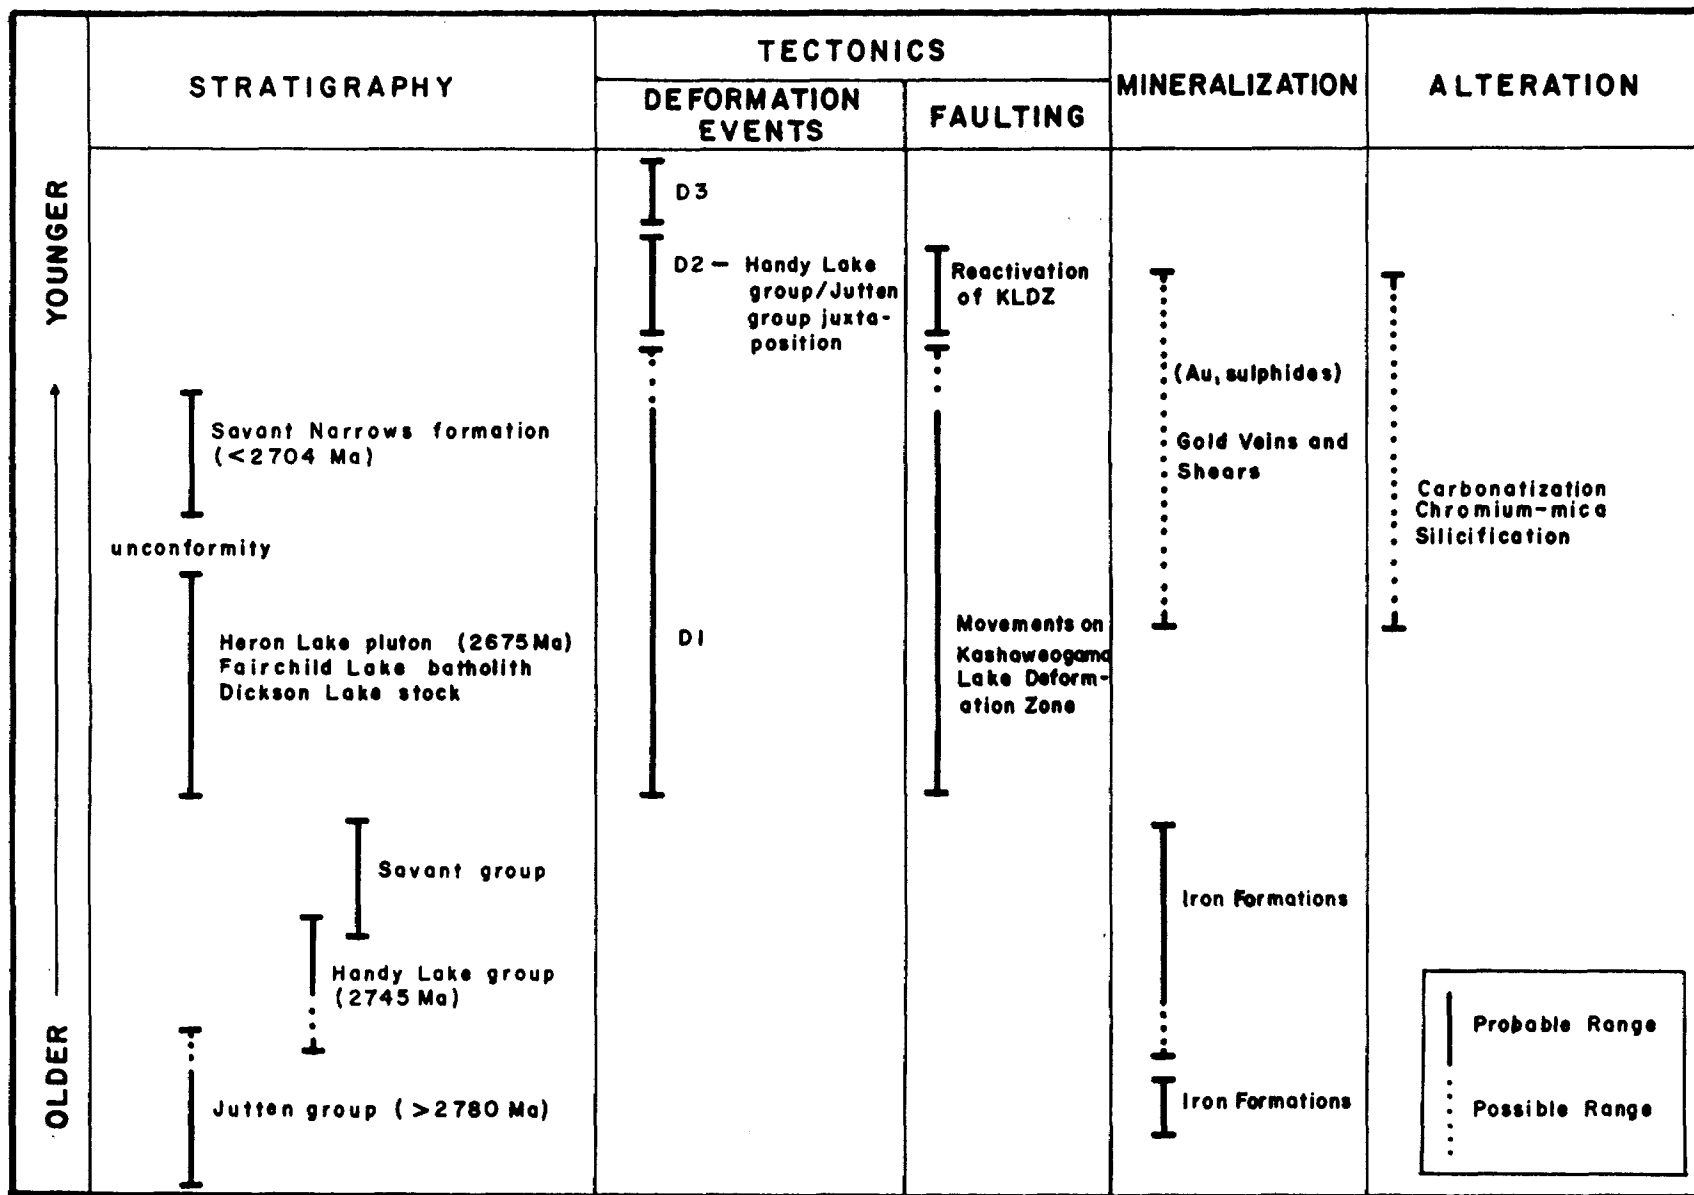 STRATIGRAPHY
TECTONICS
DEFORMATION
EVENTS
FAULTING
MINERALIZATION
ALTERATION
YOUNGER
OLDER
Savant Narrows formation
(<2704 Ma)
unconformity
Heron Lake pluton (2675 Ma)
Fairchild Lake batholith
Dickson Lake stock
Savant group
Handy Lake group
(2745 Ma)
Jutten group (>2780 Ma)
D3
D2 – Handy Lake
group/Jutten
group juxta-
position
D1
Reactivation
of KLDZ
Movements on
Kashaweogama
Lake Deform-
ation Zone
(Au, sulphides)
Gold Veins and
Shears
Iron Formations
Iron Formations
Carbonatization
Chromium-mica
Silicification
Probable Range
Possible Range